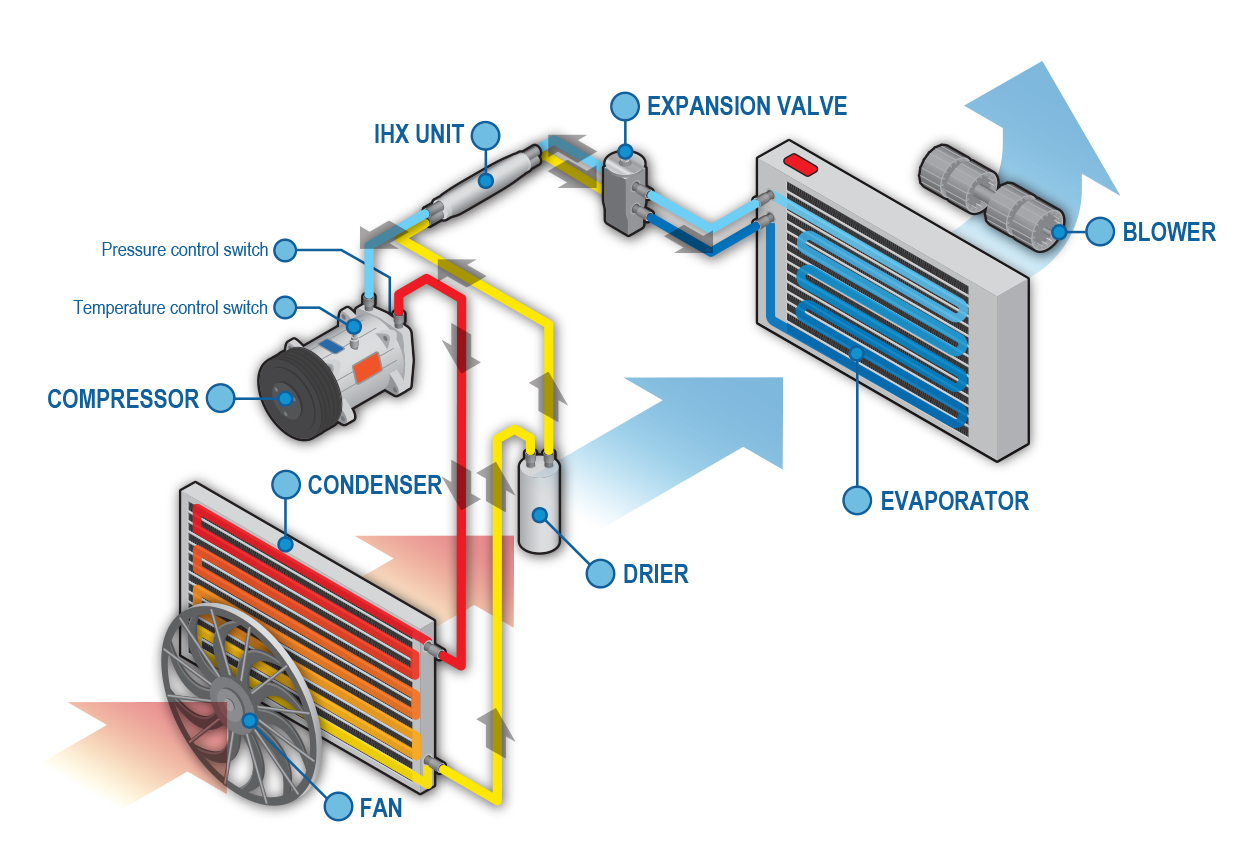 EXPANSION VALVE
IHX UNIT
BLOWER
Pressure control switch
Temperature control switch
COMPRESSOR
CONDENSER
EVAPORATOR
DRIER
FAN